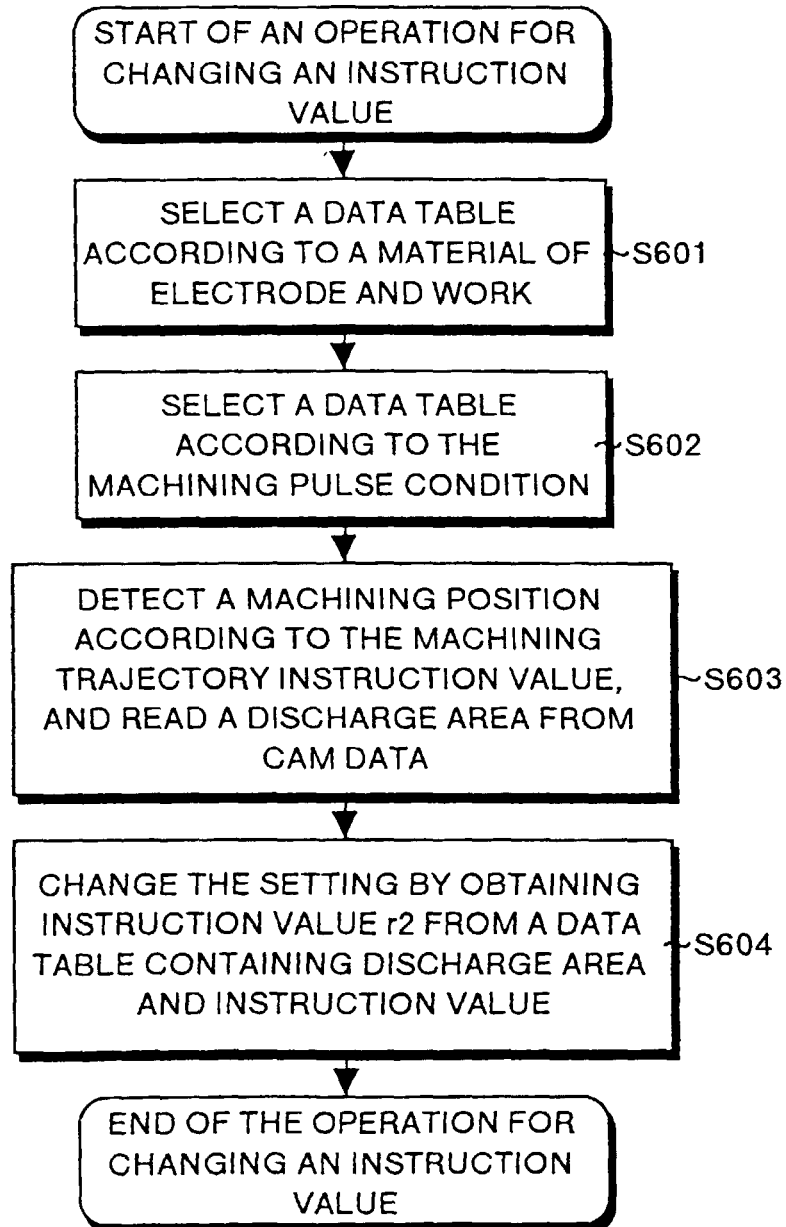 START OF AN OPERATION FOR
CHANGING AN INSTRUCTION
VALUE
SELECT A DATA TABLE
ACCORDING TO A MATERIAL OF
ELECTRODE AND WORK
S601
SELECT A DATA TABLE
ACCORDING TO THE
MACHINING PULSE CONDITION
S602
DETECT A MACHINING POSITION
ACCORDING TO THE MACHINING
TRAJECTORY INSTRUCTION VALUE,
AND READ A DISCHARGE AREA FROM
CAM DATA
S603
CHANGE THE SETTING BY OBTAINING
INSTRUCTION VALUE r2 FROM A DATA
TABLE CONTAINING DISCHARGE AREA
AND INSTRUCTION VALUE
S604
END OF THE OPERATION FOR
CHANGING AN INSTRUCTION
VALUE